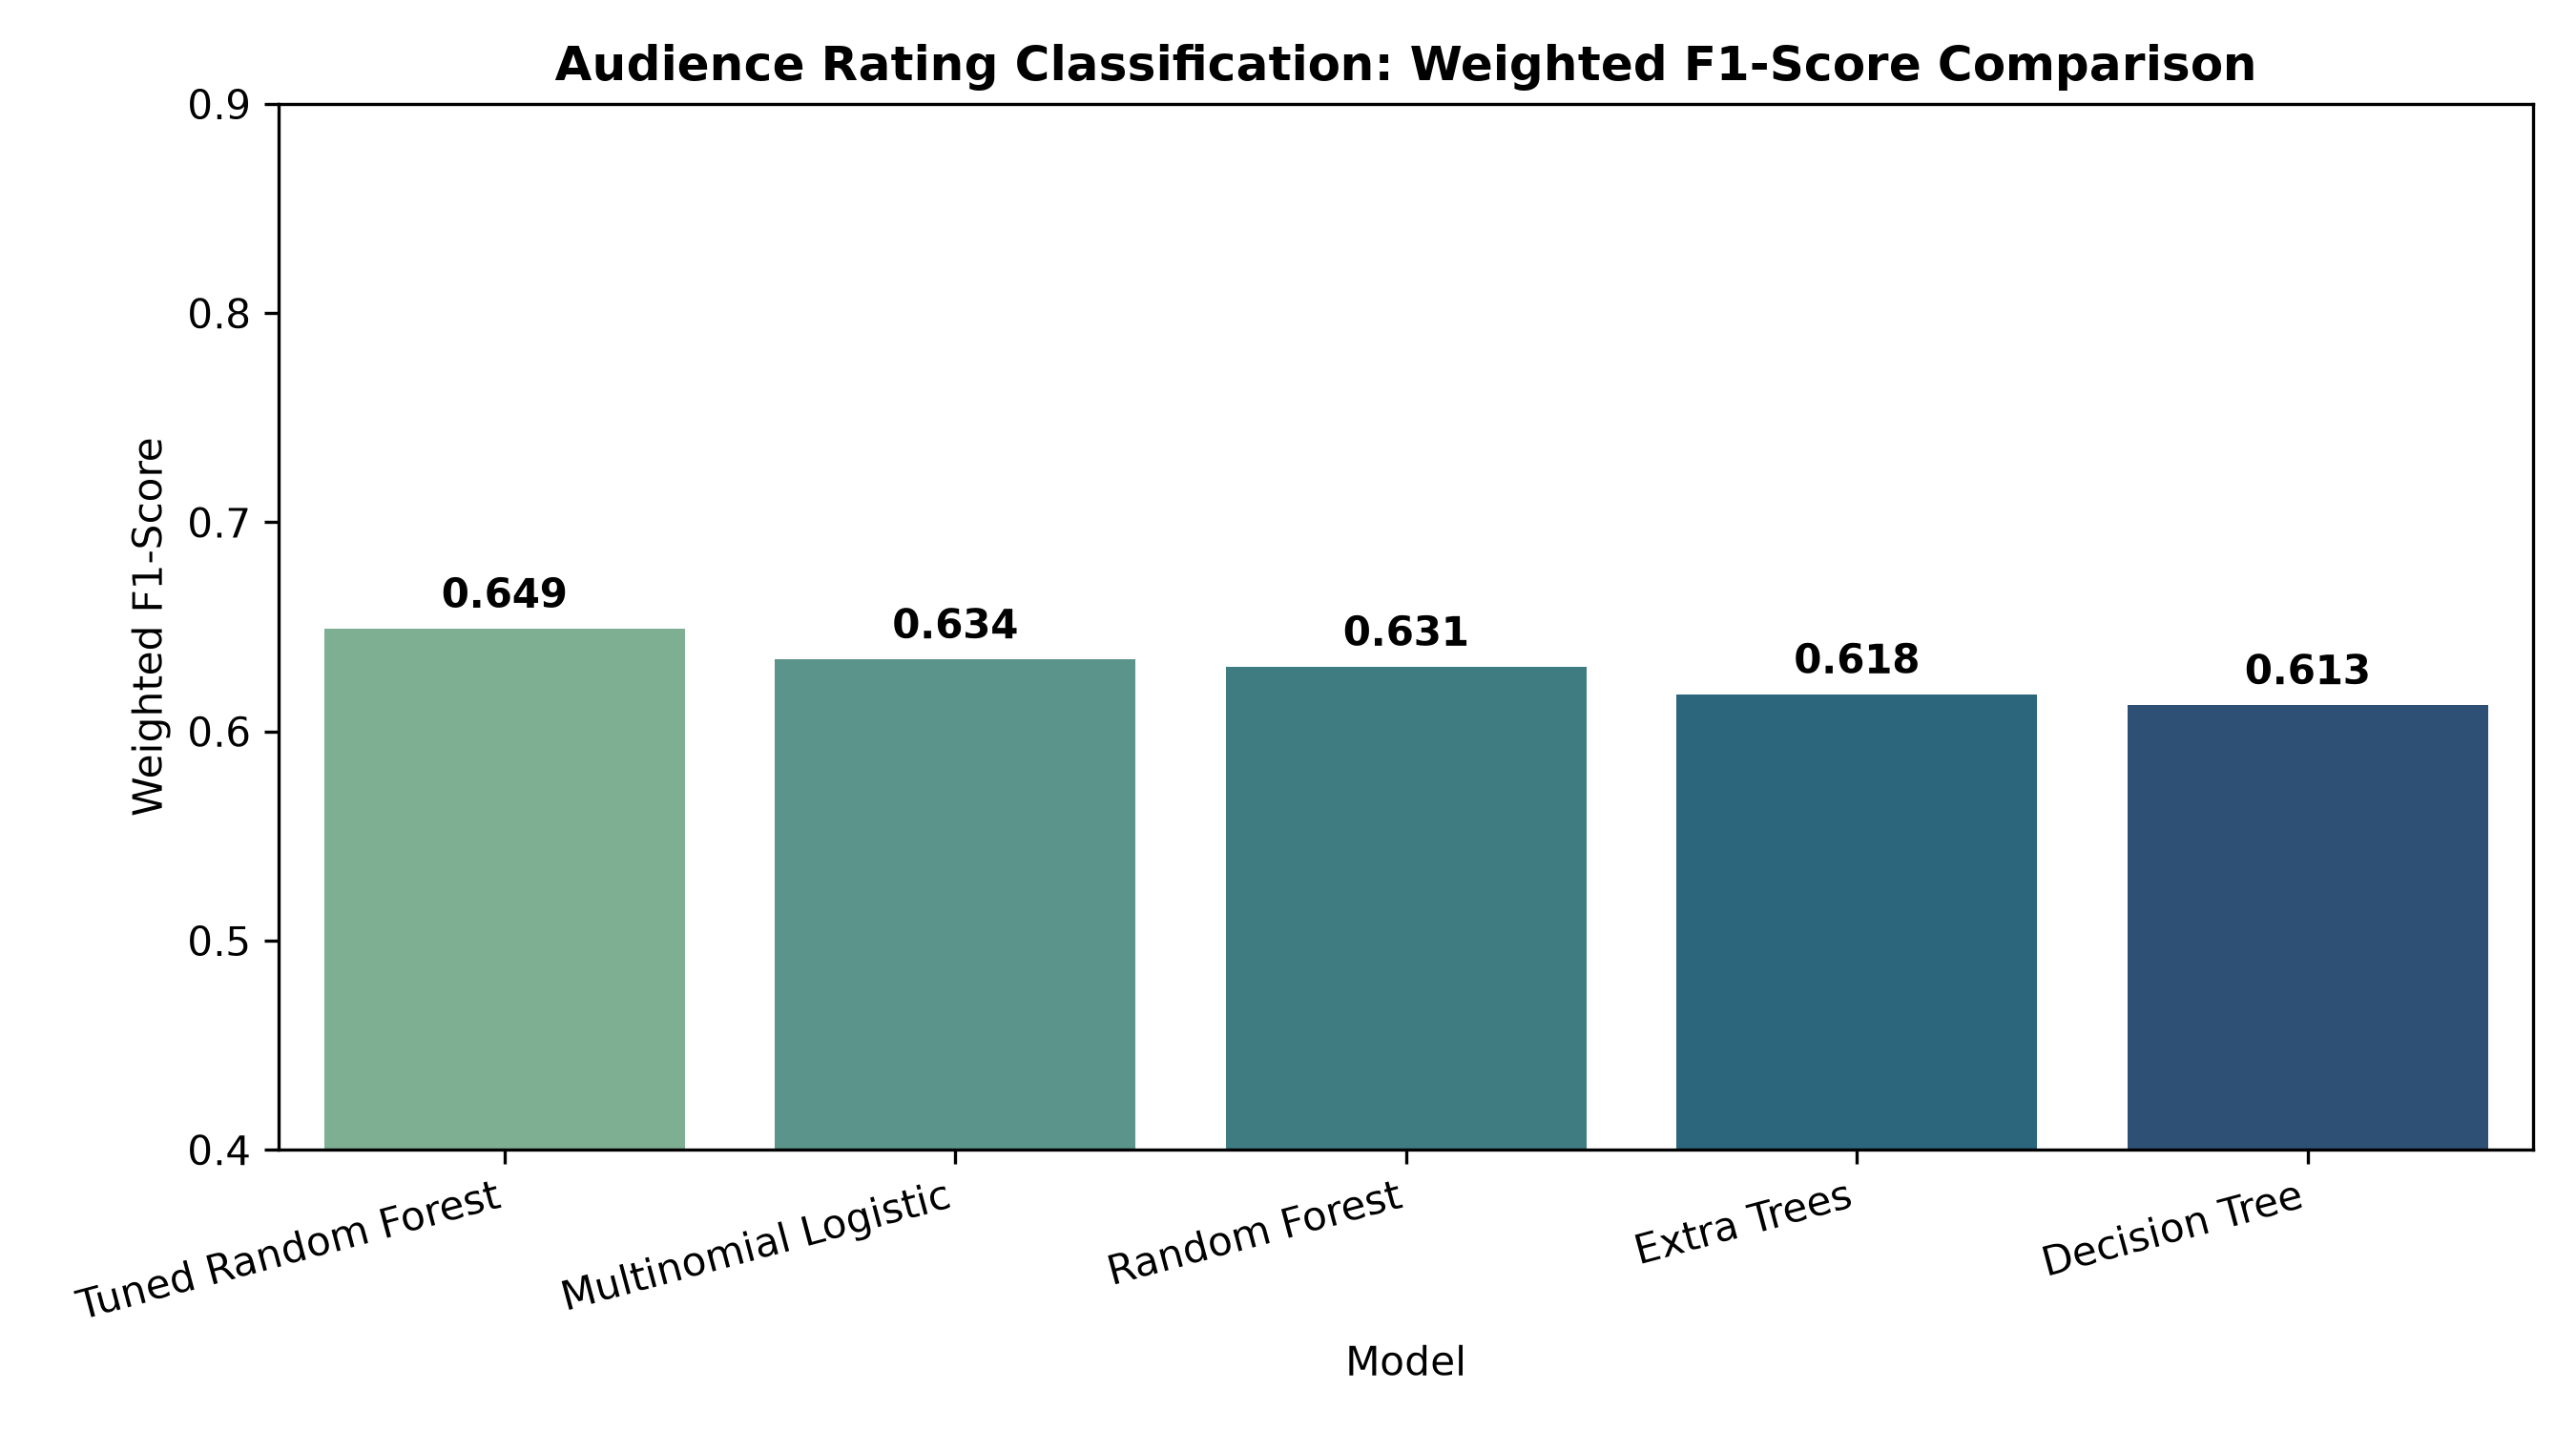 Audience Rating Classification: Weighted F1-Score Comparison
0.9
0.8
0.7
0.6
0.5
0.4
Weighted F1-Score
0.649
0.634
0.631
0.618
0.613
Tuned Random Forest
Multinomial Logistic
Random Forest
Extra Trees
Decision Tree
Model